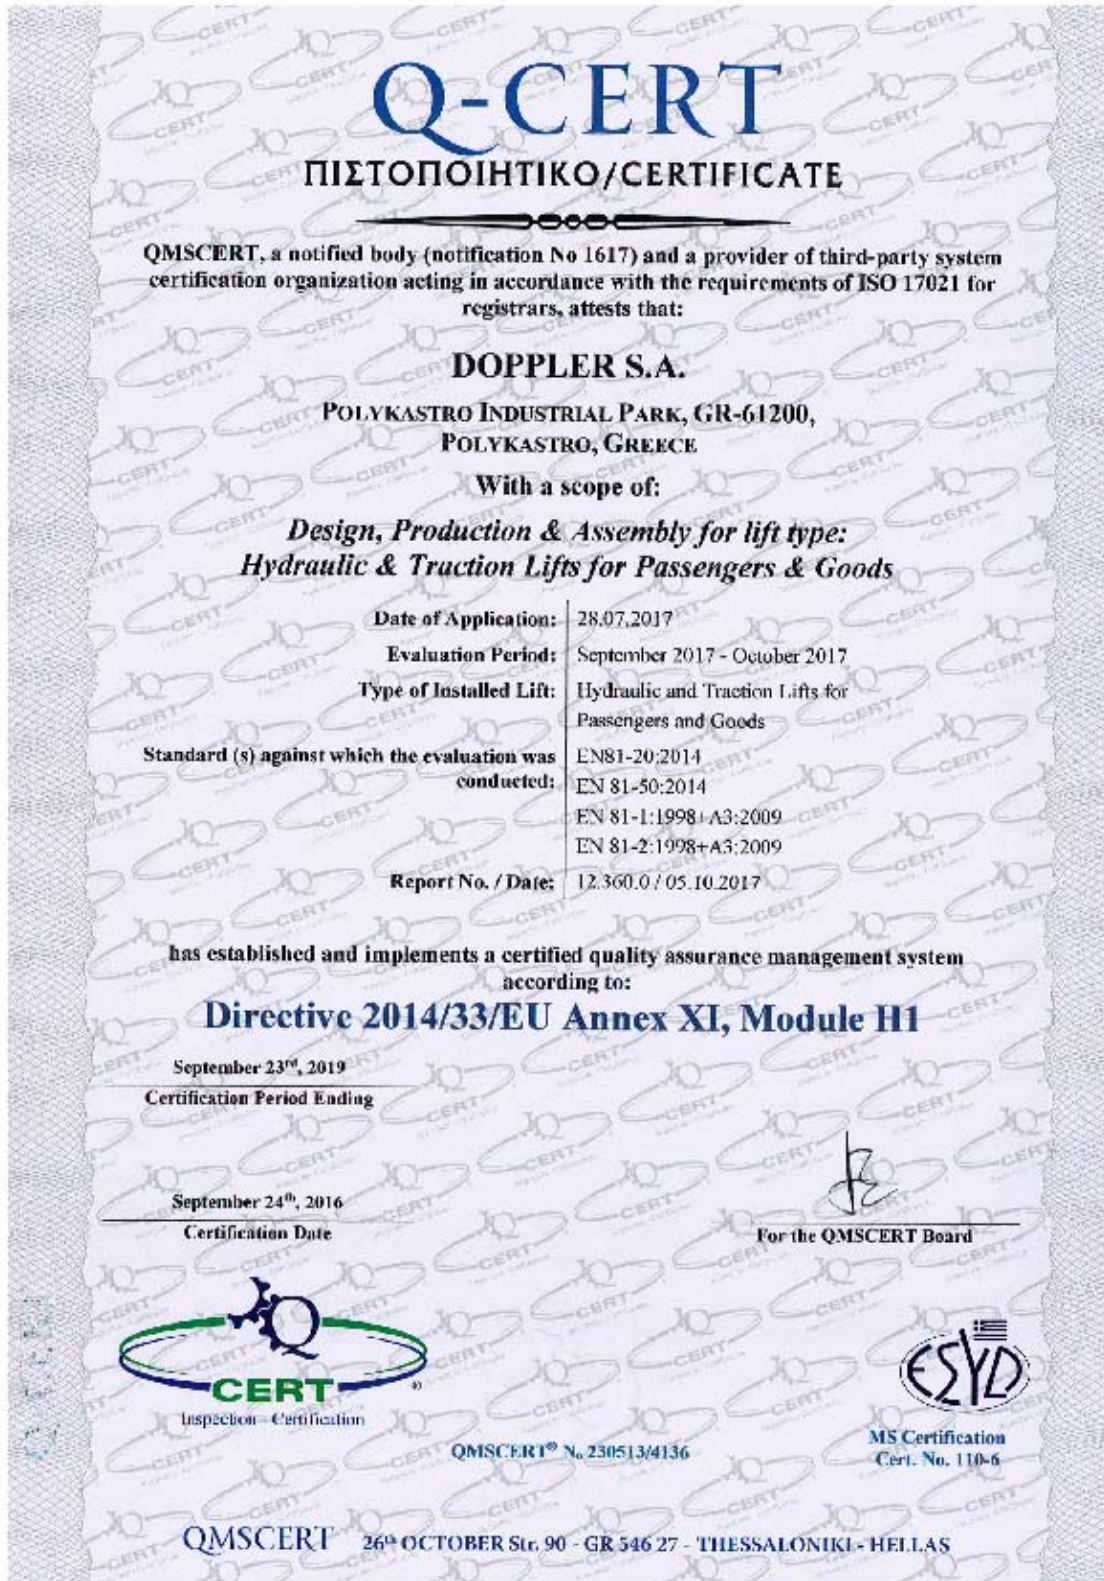 Q-CERT
ΠΙΣΤΟΠΟΙΗΤΙΚΟ/CERTIFICATE
QMSCERT, a notified body (notification No 1617) and a provider of third-party system
certification organization acting in accordance with the requirements of ISO 17021 for
registrars, attests that:
DOPPLER S.A.
POLYKASTRO INDUSTRIAL PARK, GR-61200,
POLYKASTRO, GREECE
With a scope of:
Design, Production & Assembly for lift type:
Hydraulic & Traction Lifts for Passengers & Goods
Date of Application: 28.07.2017
Evaluation Period: September 2017 - October 2017
Type of Installed Lift: Hydraulic and Traction Lifts for
Passengers and Goods
Standard (s) against which the evaluation was EN81-20:2014
conducted: EN 81-50:2014
EN 81-1:1998+A3:2009
EN 81-2:1998+A3:2009
Report No. / Date: 12.360.0 / 05.10.2017
has established and implements a certified quality assurance management system
according to:
Directive 2014/33/EU Annex XI, Module H1
September 23rd, 2019
Certification Period Ending
September 24th, 2016
Certification Date
For the QMSCERT Board
Q
CERT
®
Inspection - Certification
ESYD
MS Certification
Cert. No. 110-6
QMSCERT® No 230513/4136
QMSCERT 26th OCTOBER Str. 90 - GR 546 27 - THESSALONIKI - HELLAS